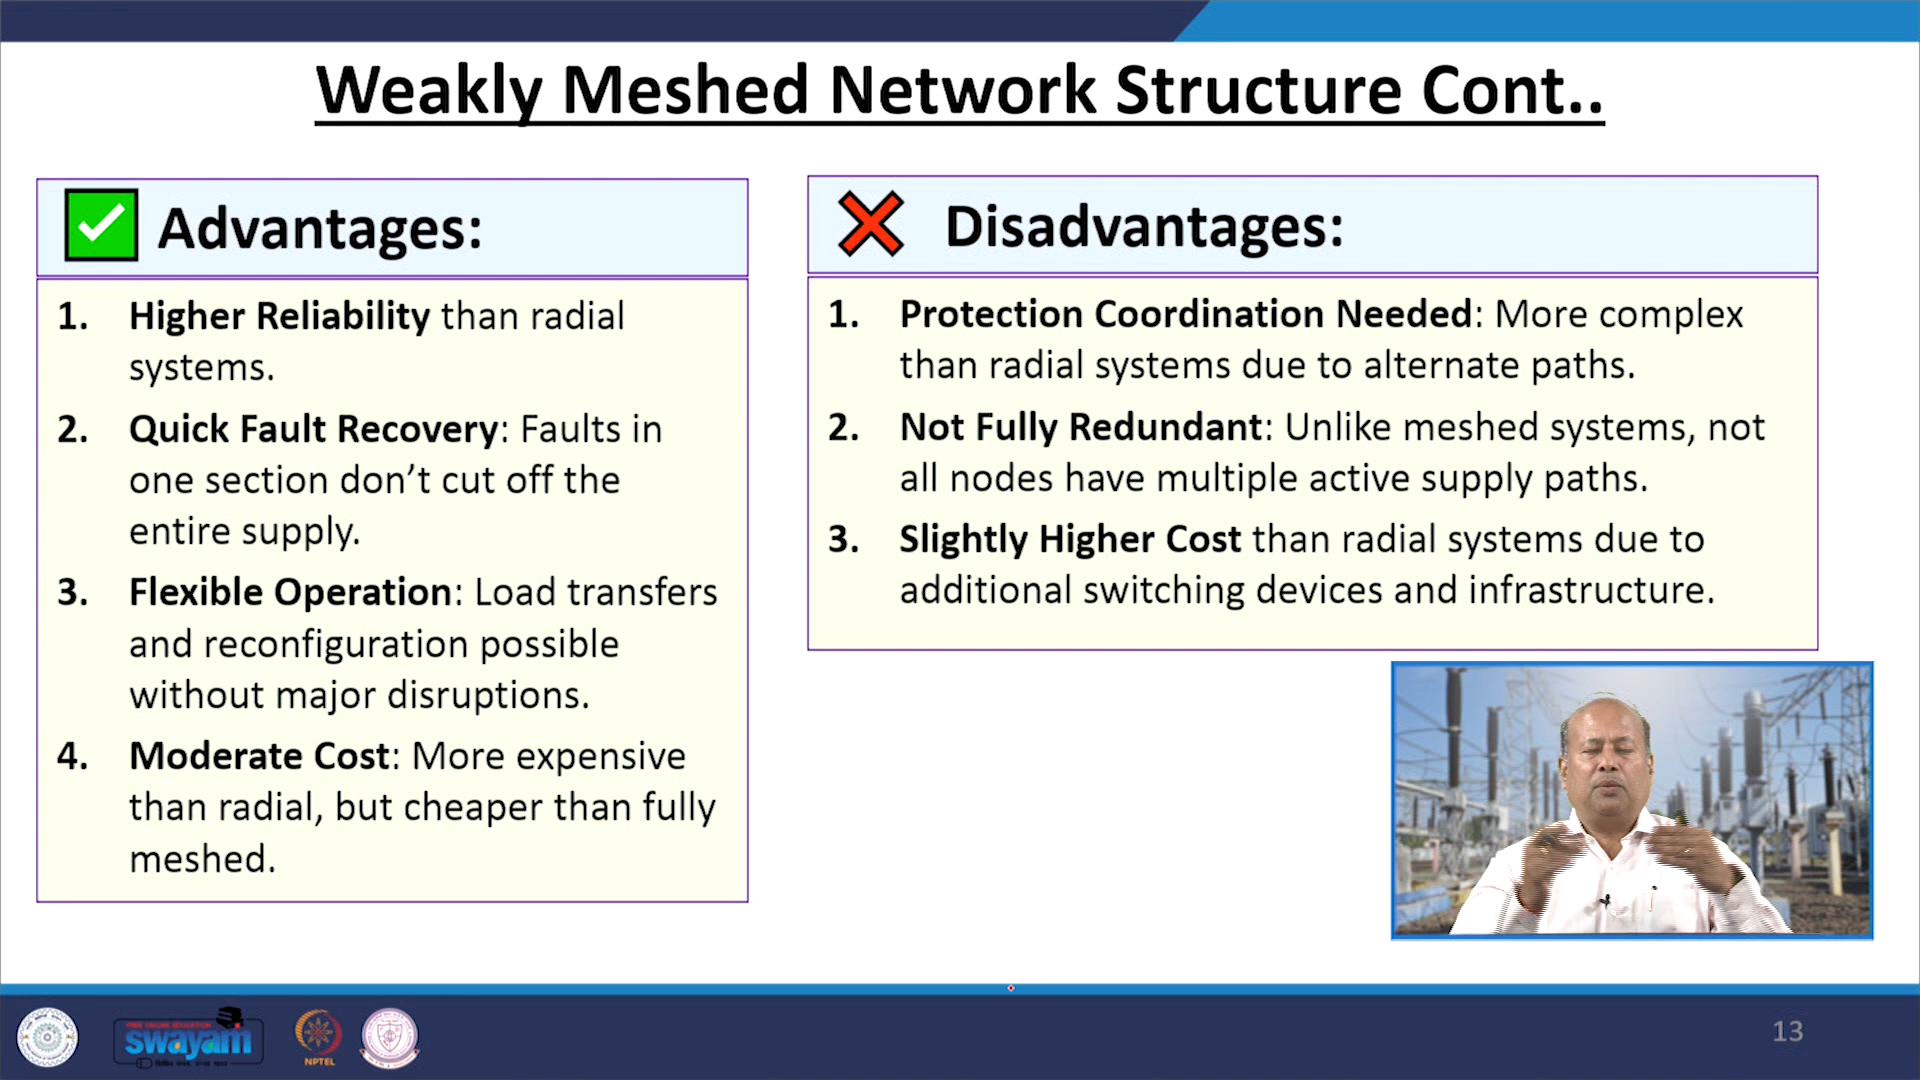 Weakly Meshed Network Structure Cont..
Advantages:
1. Higher Reliability than radial
systems.
2. Quick Fault Recovery: Faults in
one section don’t cut off the
entire supply.
3. Flexible Operation: Load transfers
and reconfiguration possible
without major disruptions.
4. Moderate Cost: More expensive
than radial, but cheaper than fully
meshed.
Disadvantages:
1. Protection Coordination Needed: More complex
than radial systems due to alternate paths.
2. Not Fully Redundant: Unlike meshed systems, not
all nodes have multiple active supply paths.
3. Slightly Higher Cost than radial systems due to
additional switching devices and infrastructure.
FREE ONLINE EDUCATION
swayam
NPTEL
13